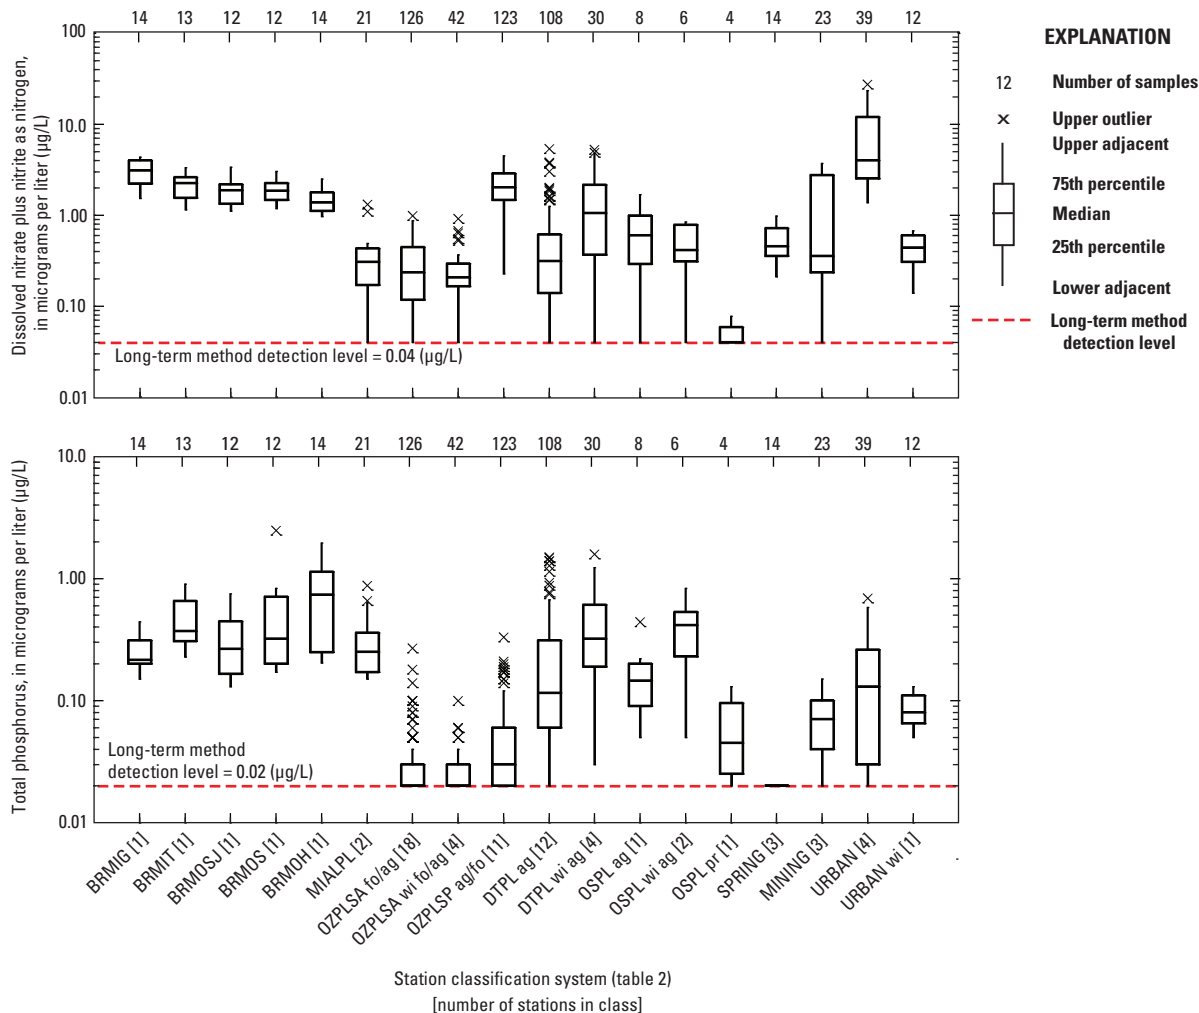 14 13 12 12 14 21 126 42 123 108 30 8 6 4 14 23 39 12
100
10.0
1.00
0.10
0.01
Dissolved nitrate plus nitrite as nitrogen,
in micrograms per liter (µg/L)
Long-term method detection level = 0.04 (µg/L)
EXPLANATION
12 Number of samples
Upper outlier
Upper adjacent
75th percentile
Median
25th percentile
Lower adjacent
Long-term method
detection level
14 13 12 12 14 21 126 42 123 108 30 8 6 4 14 23 39 12
10.0
1.00
0.10
0.01
Total phosphorus, in micrograms per liter (µg/L)
Long-term method
detection level = 0.02 (µg/L)
BRMIG [1]
BRMIT [1]
BRMOSJ [1]
BRMOS [1]
BRMOH [1]
MIALPL [2]
OZPLSA fo/ag [18]
OZPLSA wi fo/ag [4]
OZPLSP ag/fo [11]
DTPL ag [12]
DTPL wi ag [4]
OSPL ag [1]
OSPL wi ag [2]
OSPL pr [1]
SPRING [3]
MINING [3]
URBAN [4]
URBAN wi [1]
Station classification system (table 2)
[number of stations in class]